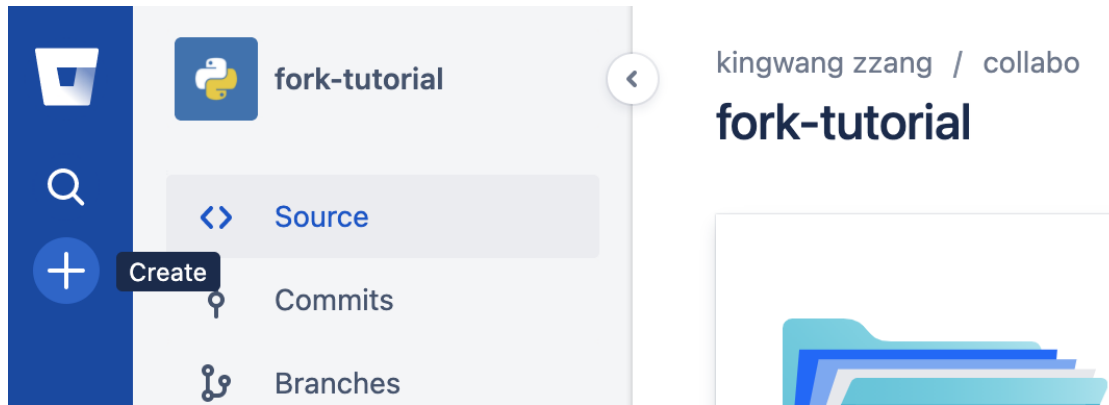 fork-tutorial
Source
Create
Commits
Branches
kingwang zzang / collabo
fork-tutorial